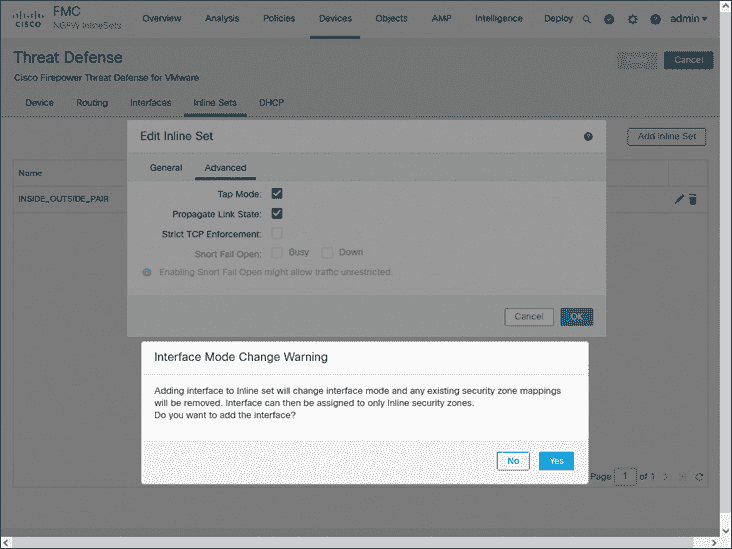 cisco
FMC
NGFW InlineSets
Overview Analysis Policies Devices Objects AMP Intelligence Deploy admin
Threat Defense
Cancel
Cisco Firepower Threat Defense for VMware
Device Routing Interfaces Inline Sets DHCP
Add Inline Set
Name
INSIDE_OUTSIDE_PAIR
Edit Inline Set
General Advanced
Tap Mode:
Propagate Link State:
Strict TCP Enforcement:
Snort Fail Open: Busy Down
Enabling Snort Fail Open might allow traffic unrestricted.
Cancel OK
Interface Mode Change Warning
Adding interface to Inline set will change interface mode and any existing security zone mappings
will be removed. Interface can then be assigned to only Inline security zones.
Do you want to add the interface?
No Yes
Page 1 of 1